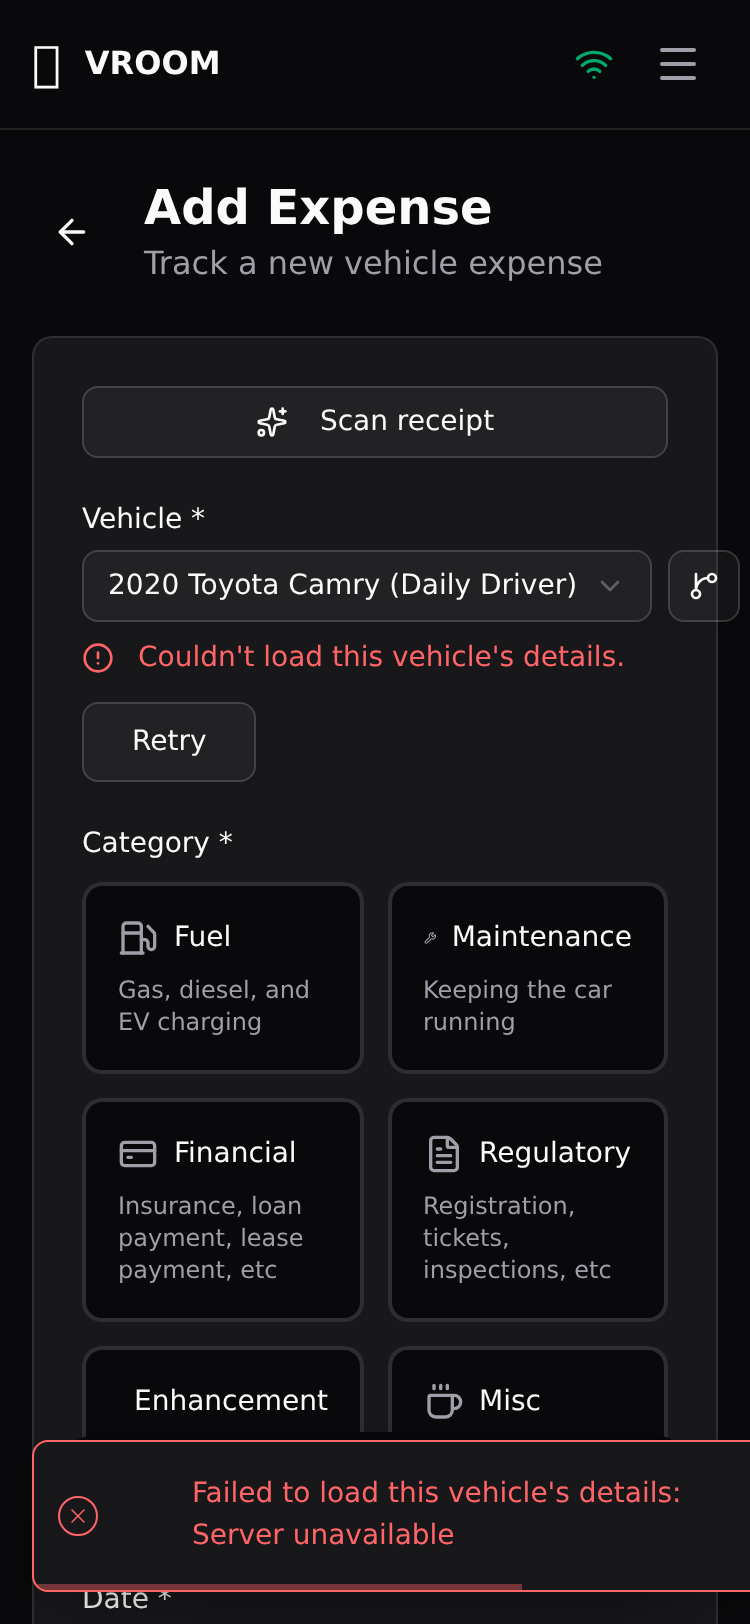 VROOM
Add Expense
Track a new vehicle expense
Scan receipt
Vehicle *
2020 Toyota Camry (Daily Driver)
Couldn't load this vehicle's details.
Retry
Category *
Fuel
Gas, diesel, and
EV charging
Maintenance
Keeping the car
running
Financial
Insurance, loan
payment, lease
payment, etc
Regulatory
Registration,
tickets,
inspections, etc
Enhancement
Misc
Failed to load this vehicle's details:
Server unavailable
Date *